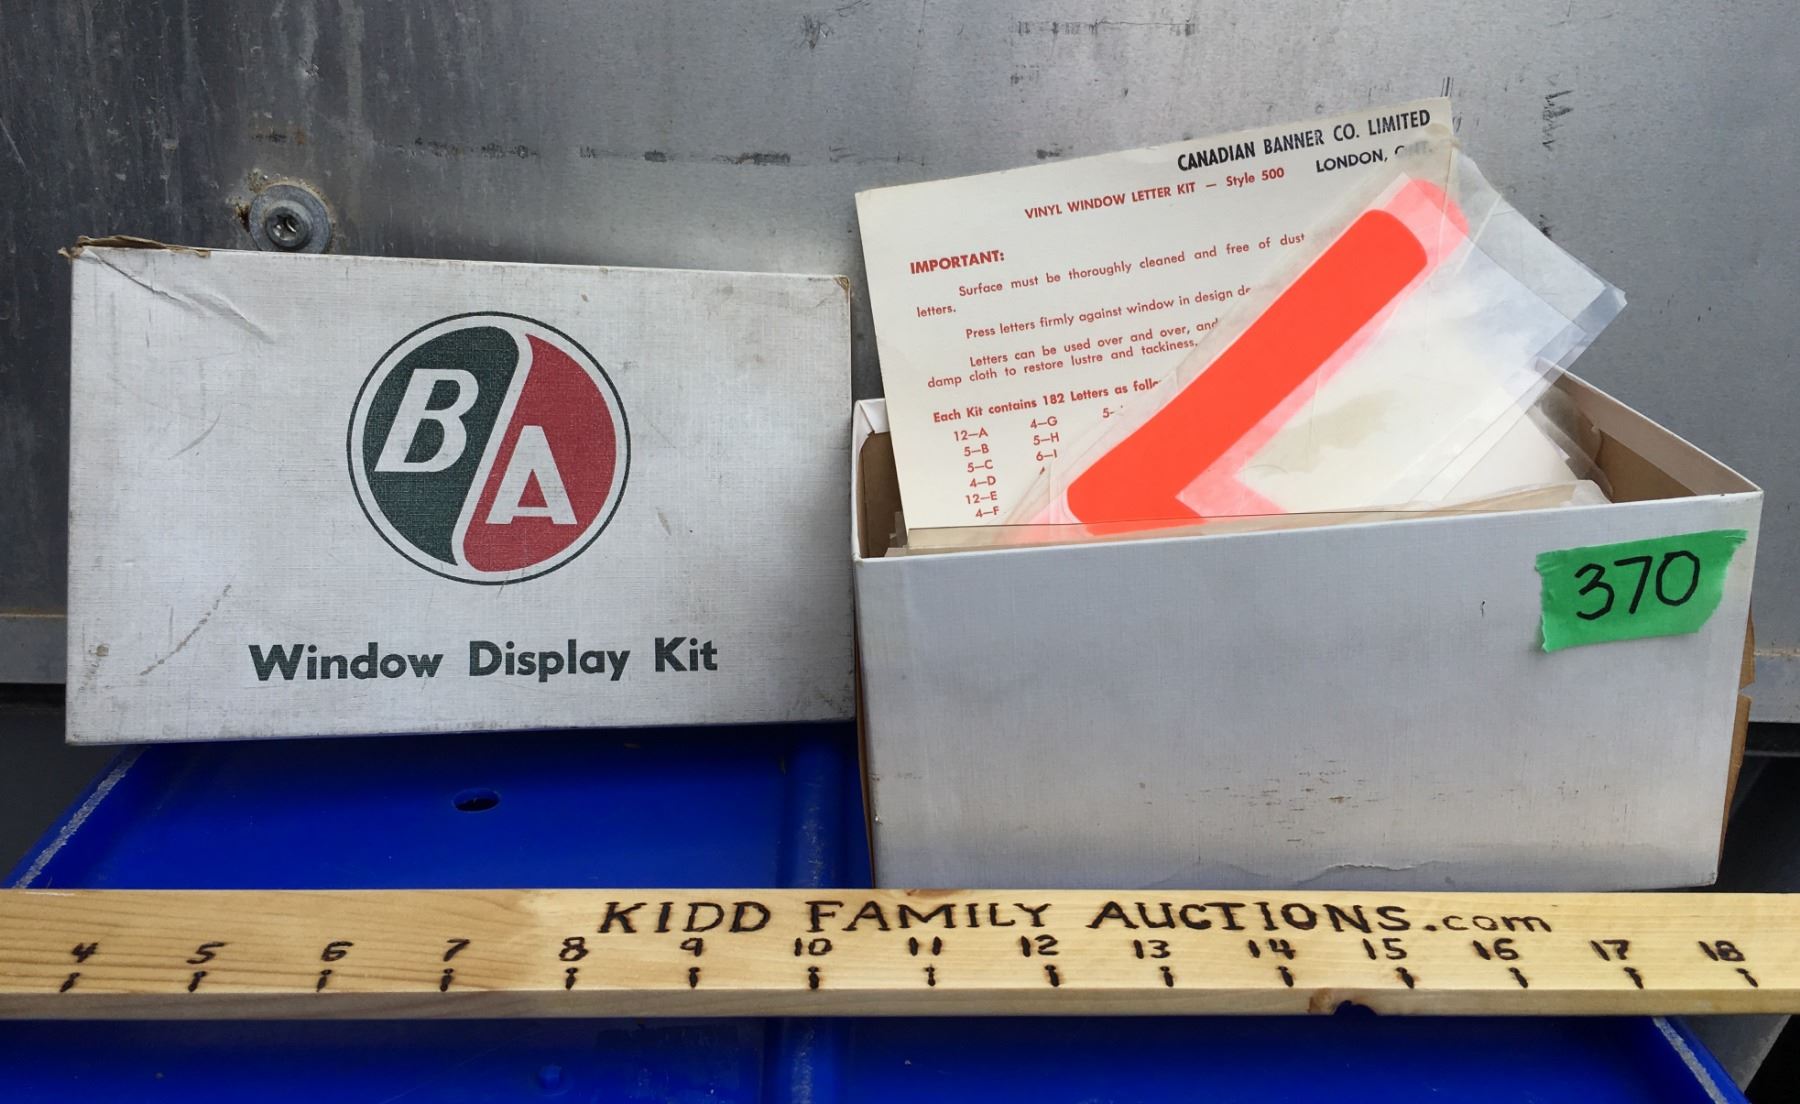 BA
Window Display Kit
CANADIAN BANNER CO. LIMITED
LONDON,
VINYL WINDOW LETTER KIT — Style 500
IMPORTANT:
Surface must be thoroughly cleaned and free of dust
letters.
Press letters firmly against window in design
Letters can be used over and over, and
damp cloth to restore lustre and tackiness.
Each Kit contains 182 Letters as
12—A 4—G 5-
5—B 5—H
5—C 6—I
4—D
12—E
4—F
370
KIDD FAMILY AUCTIONS.com
4 5 6 7 8 9 10 11 12 13 14 15 16 17 18